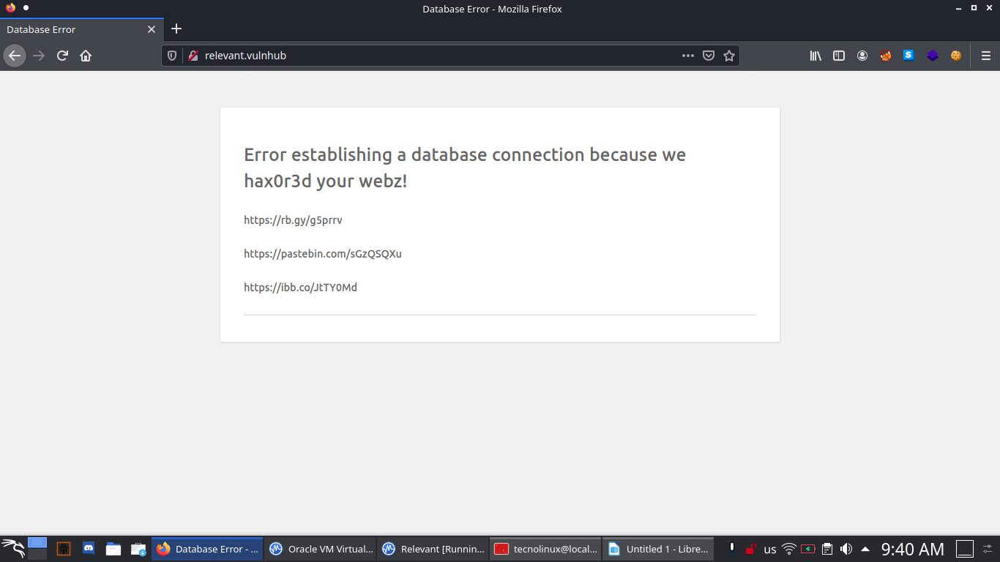 Database Error - Mozilla Firefox
Database Error
relevant.vulnhub
S
Error establishing a database connection because we
hax0r3d your webz!
https://rb.gy/g5prrv
https://pastebin.com/sGzQSQXu
https://ibb.co/JtTY0Md
Database Error - ...
Oracle VM Virtual...
Relevant [Runnin...
tecnolinux@local...
Untitled 1 - Libre...
us
9:40 AM